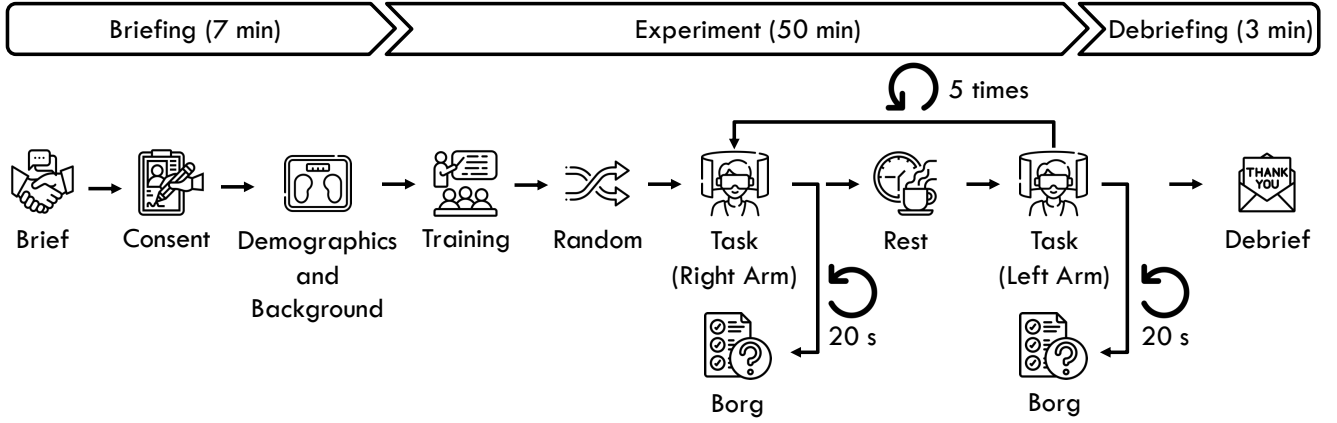 Briefing (7 min)
Experiment (50 min)
Debriefing (3 min)
5 times
THANK
YOU
Brief
Consent
Demographics
and
Background
Training
Random
Task
(Right Arm)
Rest
Task
(Left Arm)
Debrief
20 s
20 s
Borg
Borg